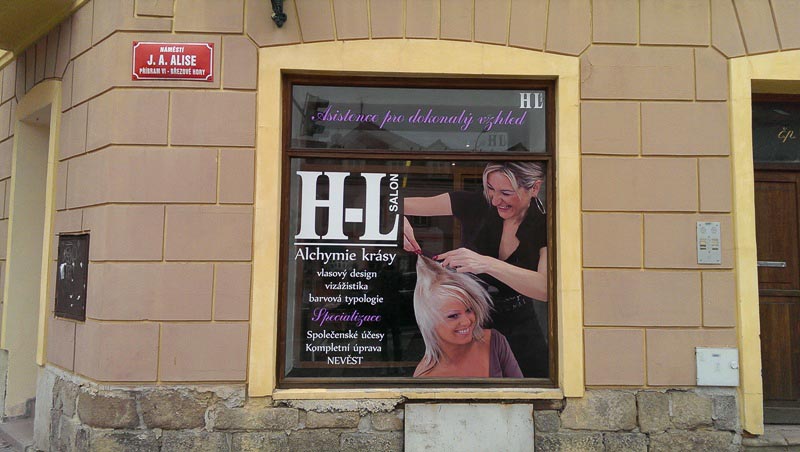 NÁMĚSTÍ
J. A. ALISE
PŘÍBRAM VI - BŘEZOVÉ HORY
HL
Asistence pro dokonalý vzhled
H-L
SALON
Alchymie krásy
vlasový design
vizážistika
barvová typologie
Specializace
Společenské účesy
Kompletní úprava
NEVĚST
čp